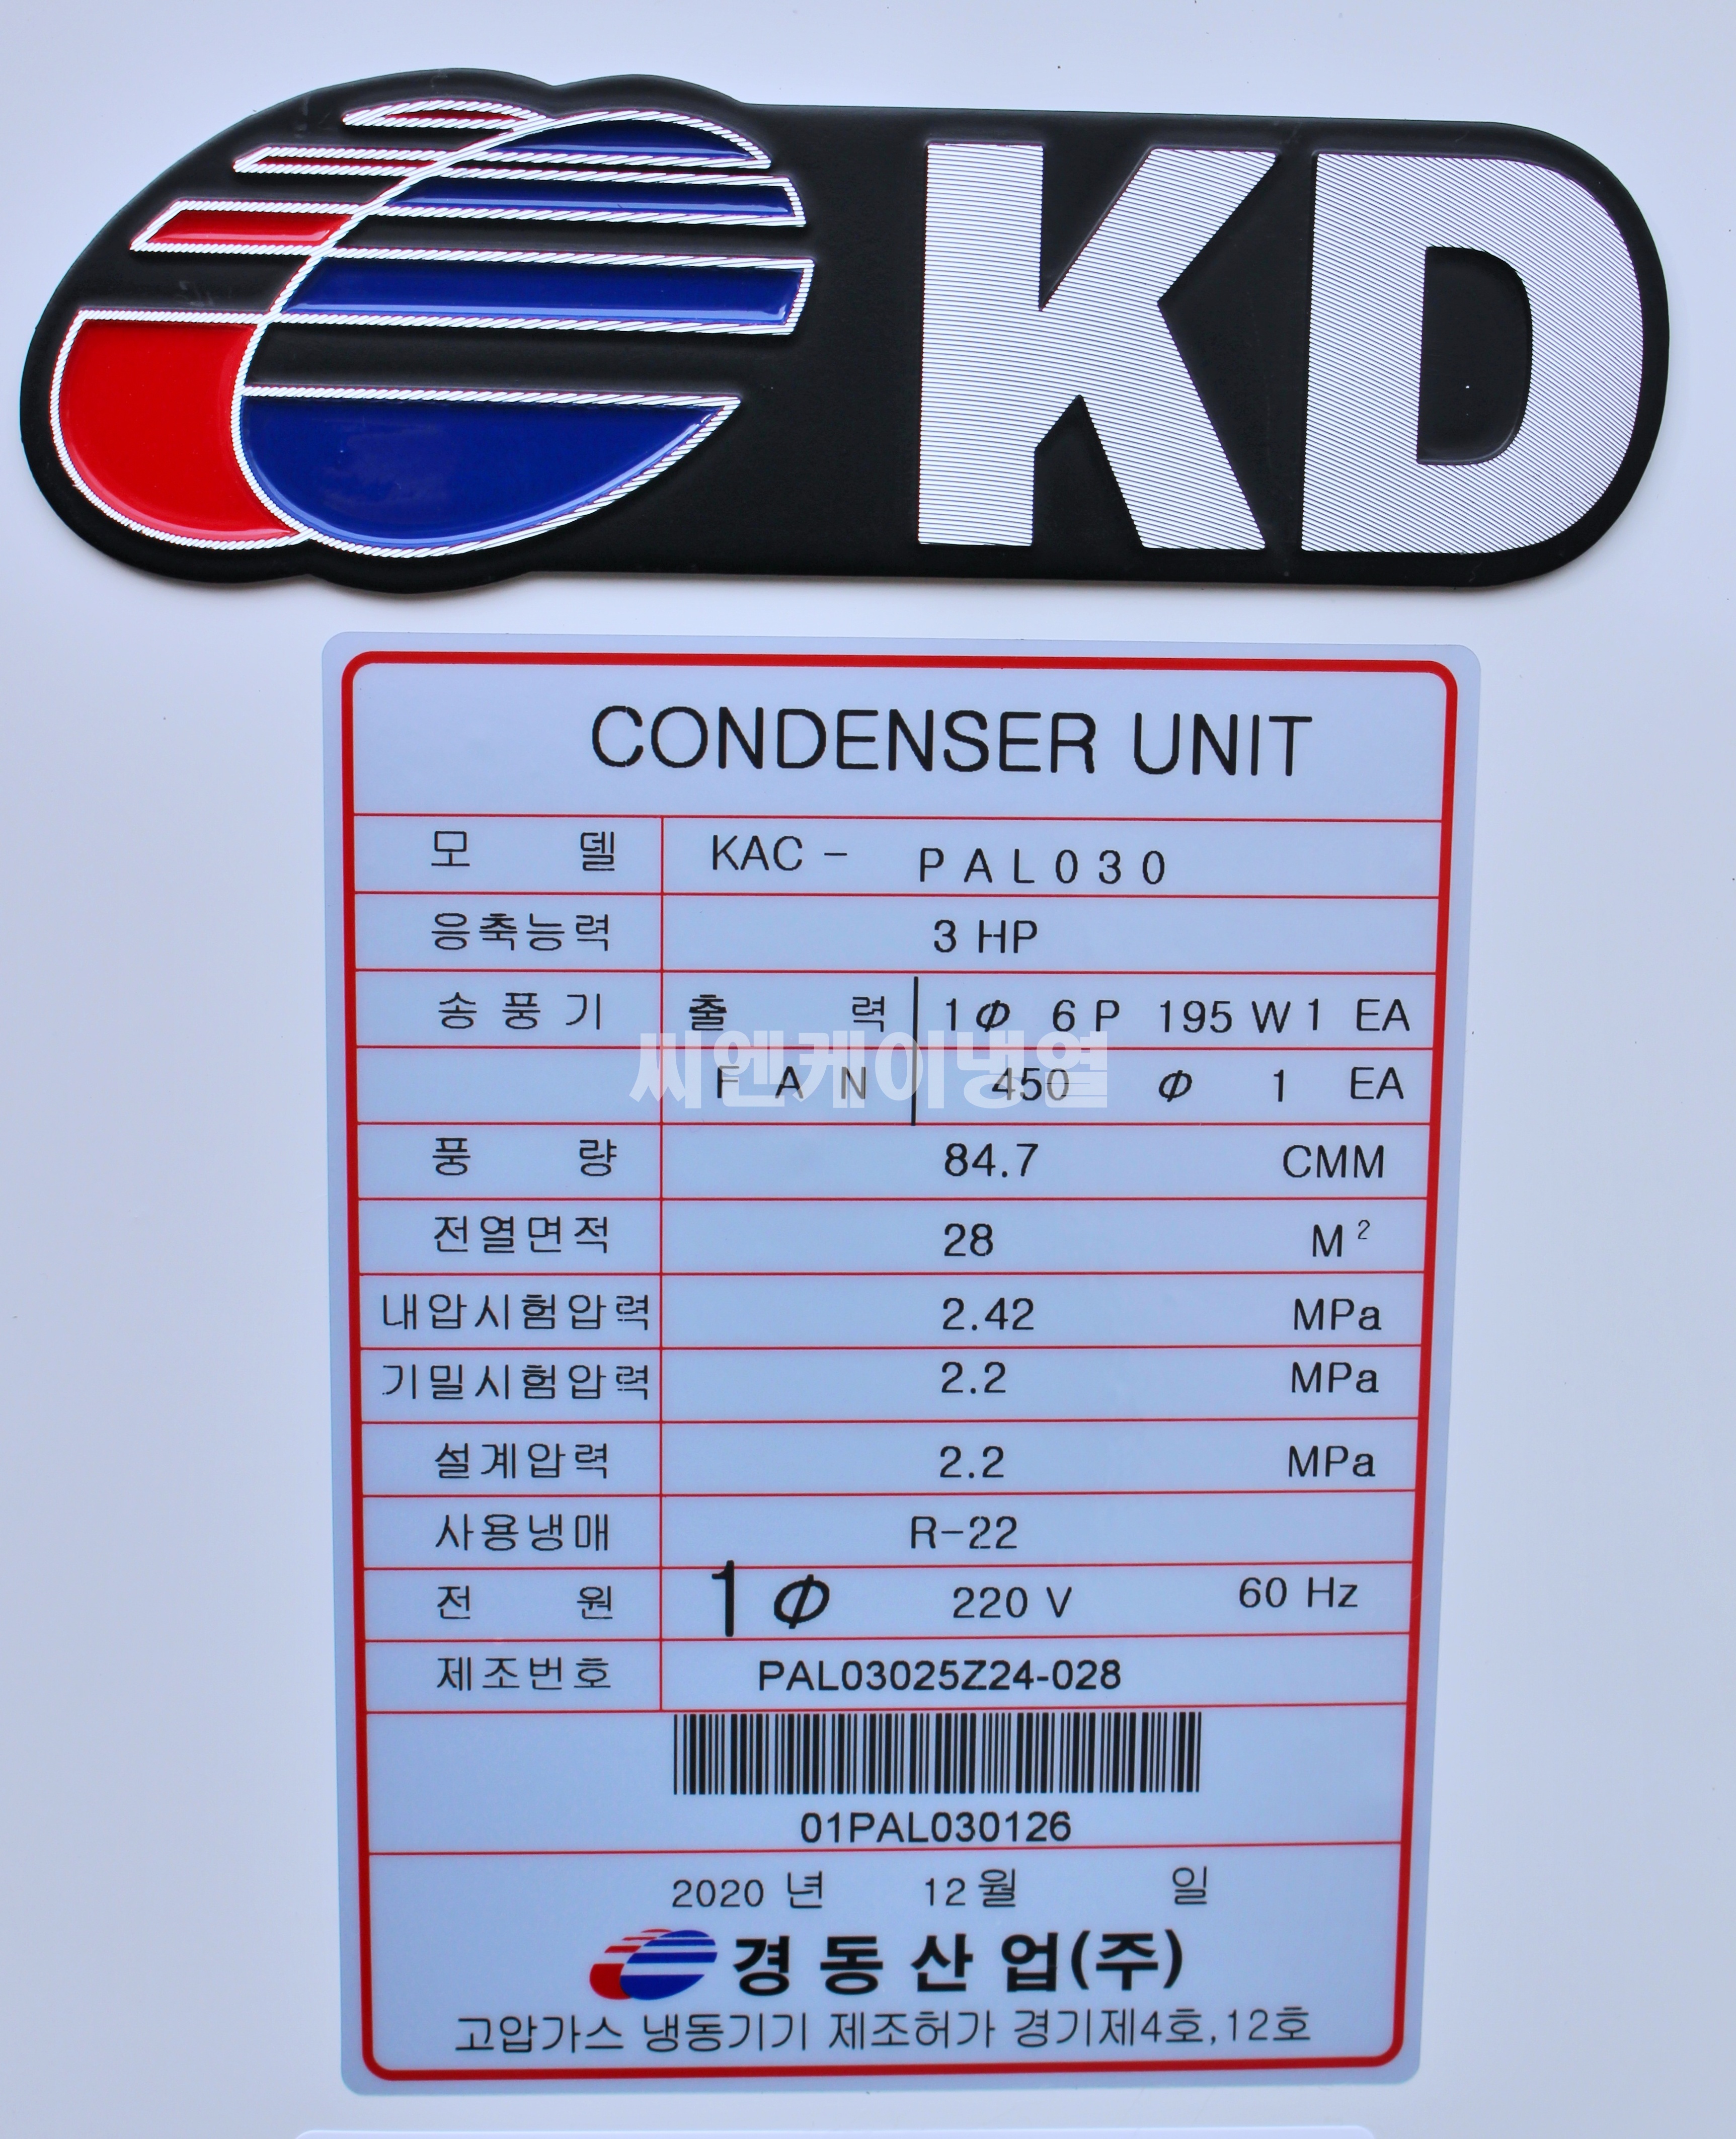 KD
CONDENSER UNIT
모 델 KAC - PAL030
응축능력 3 HP
송풍기 출력 1Φ 6P 195W 1 EA
씨엔케이냉열
FAN 450 Φ 1 EA
풍량 84.7 CMM
전열면적 28 M²
내압시험압력 2.42 MPa
기밀시험압력 2.2 MPa
설계압력 2.2 MPa
사용냉매 R-22
전원 1Φ 220 V 60 Hz
제조번호 PAL03025Z24-028
01PAL030126
2020 년 12 월 일
경동산업(주)
고압가스 냉동기기 제조허가 경기제4호,12호